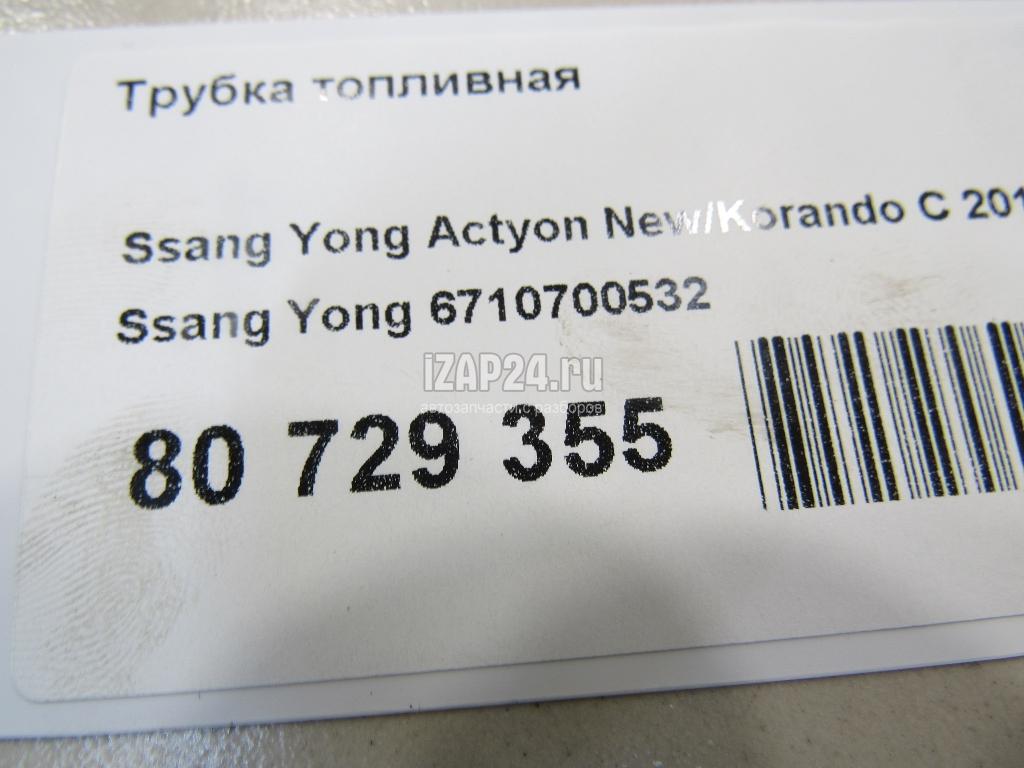 Трубка топливная
Ssang Yong Actyon New/Korando C 201
Ssang Yong 6710700532
iZAP24.ru
автозапчасти с разборов
80 729 355